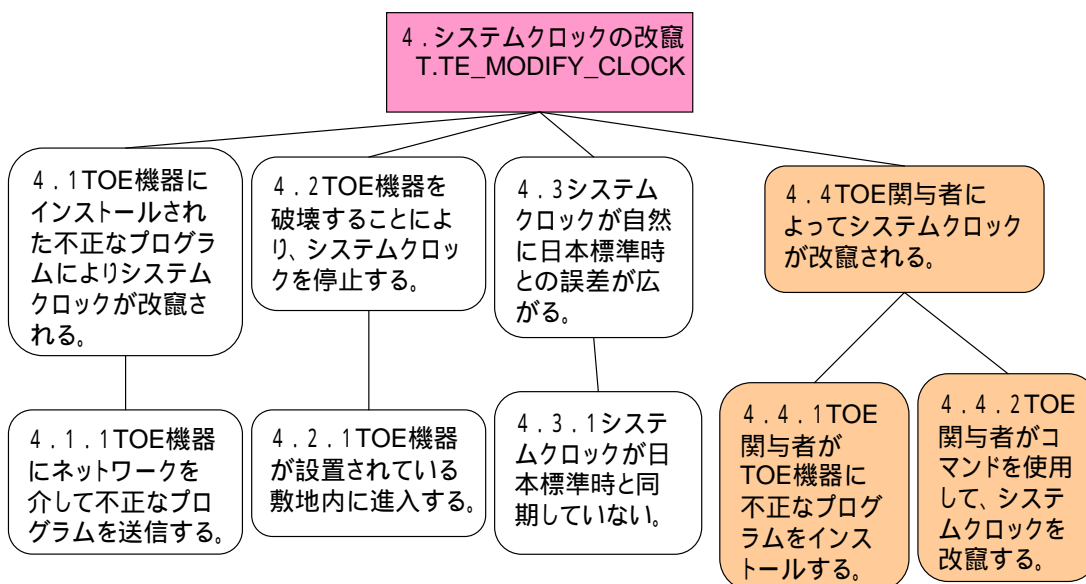 4.システムクロックの改竄
T.TE_MODIFY_CLOCK
4.1TOE機器に
インストールされ
た不正なプログラ
ムによりシステム
クロックが改竄さ
れる。
4.2TOE機器を
破壊することによ
り、システムクロッ
クを停止する。
4.3システム
クロックが自然
に日本標準時
との誤差が広
がる。
4.4TOE関与者に
よってシステムクロック
が改竄される。
4.1.1TOE機器
にネットワークを
介して不正なプロ
グラムを送信する。
4.2.1TOE機器
が設置されている
敷地内に進入する。
4.3.1システ
ムクロックが日
本標準時と同
期していない。
4.4.1TOE
関与者が
TOE機器に
不正なプログ
ラムをインス
トールする。
4.4.2TOE
関与者がコ
マンドを使用
して、システ
ムクロックを
改竄する。